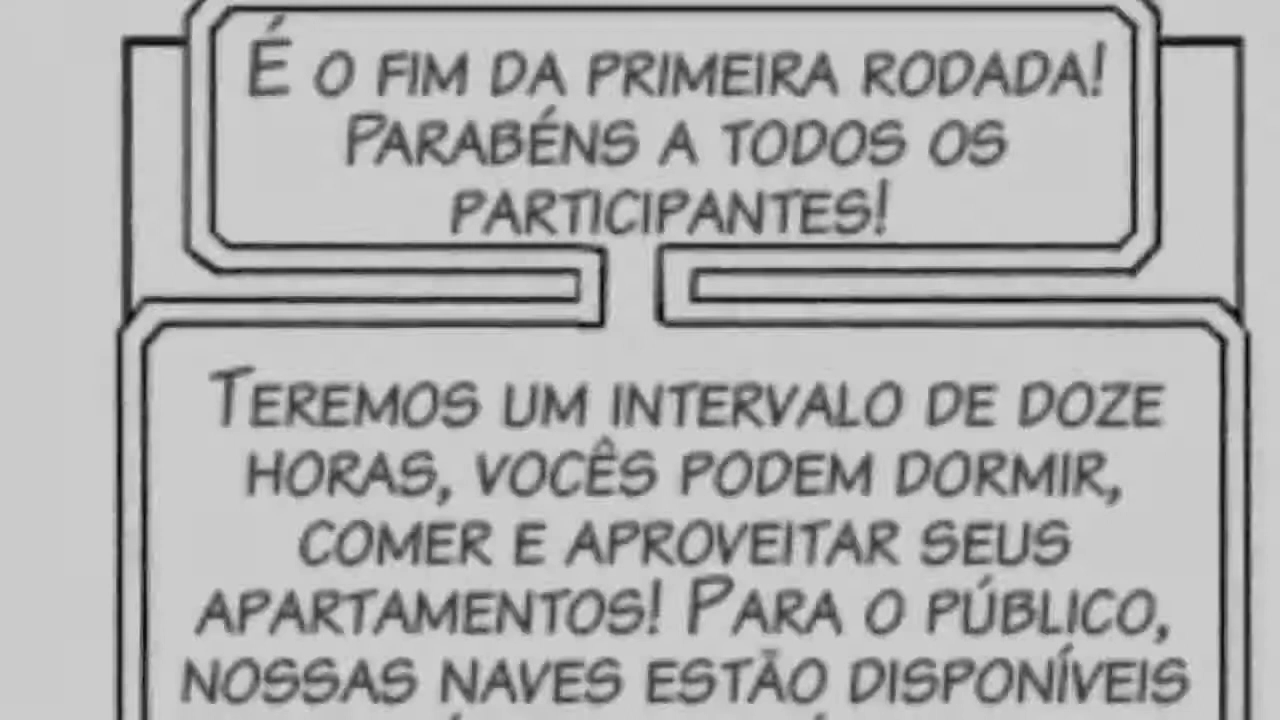 É O FIM DA PRIMEIRA RODADA!
PARABÉNS A TODOS OS
PARTICIPANTES!
TEREMOS UM INTERVALO DE DOZE
HORAS, VOCÊS PODEM DORMIR,
COMER E APROVEITAR SEUS
APARTAMENTOS! PARA O PÚBLICO,
NOSSAS NAVES ESTÃO DISPONÍVEIS